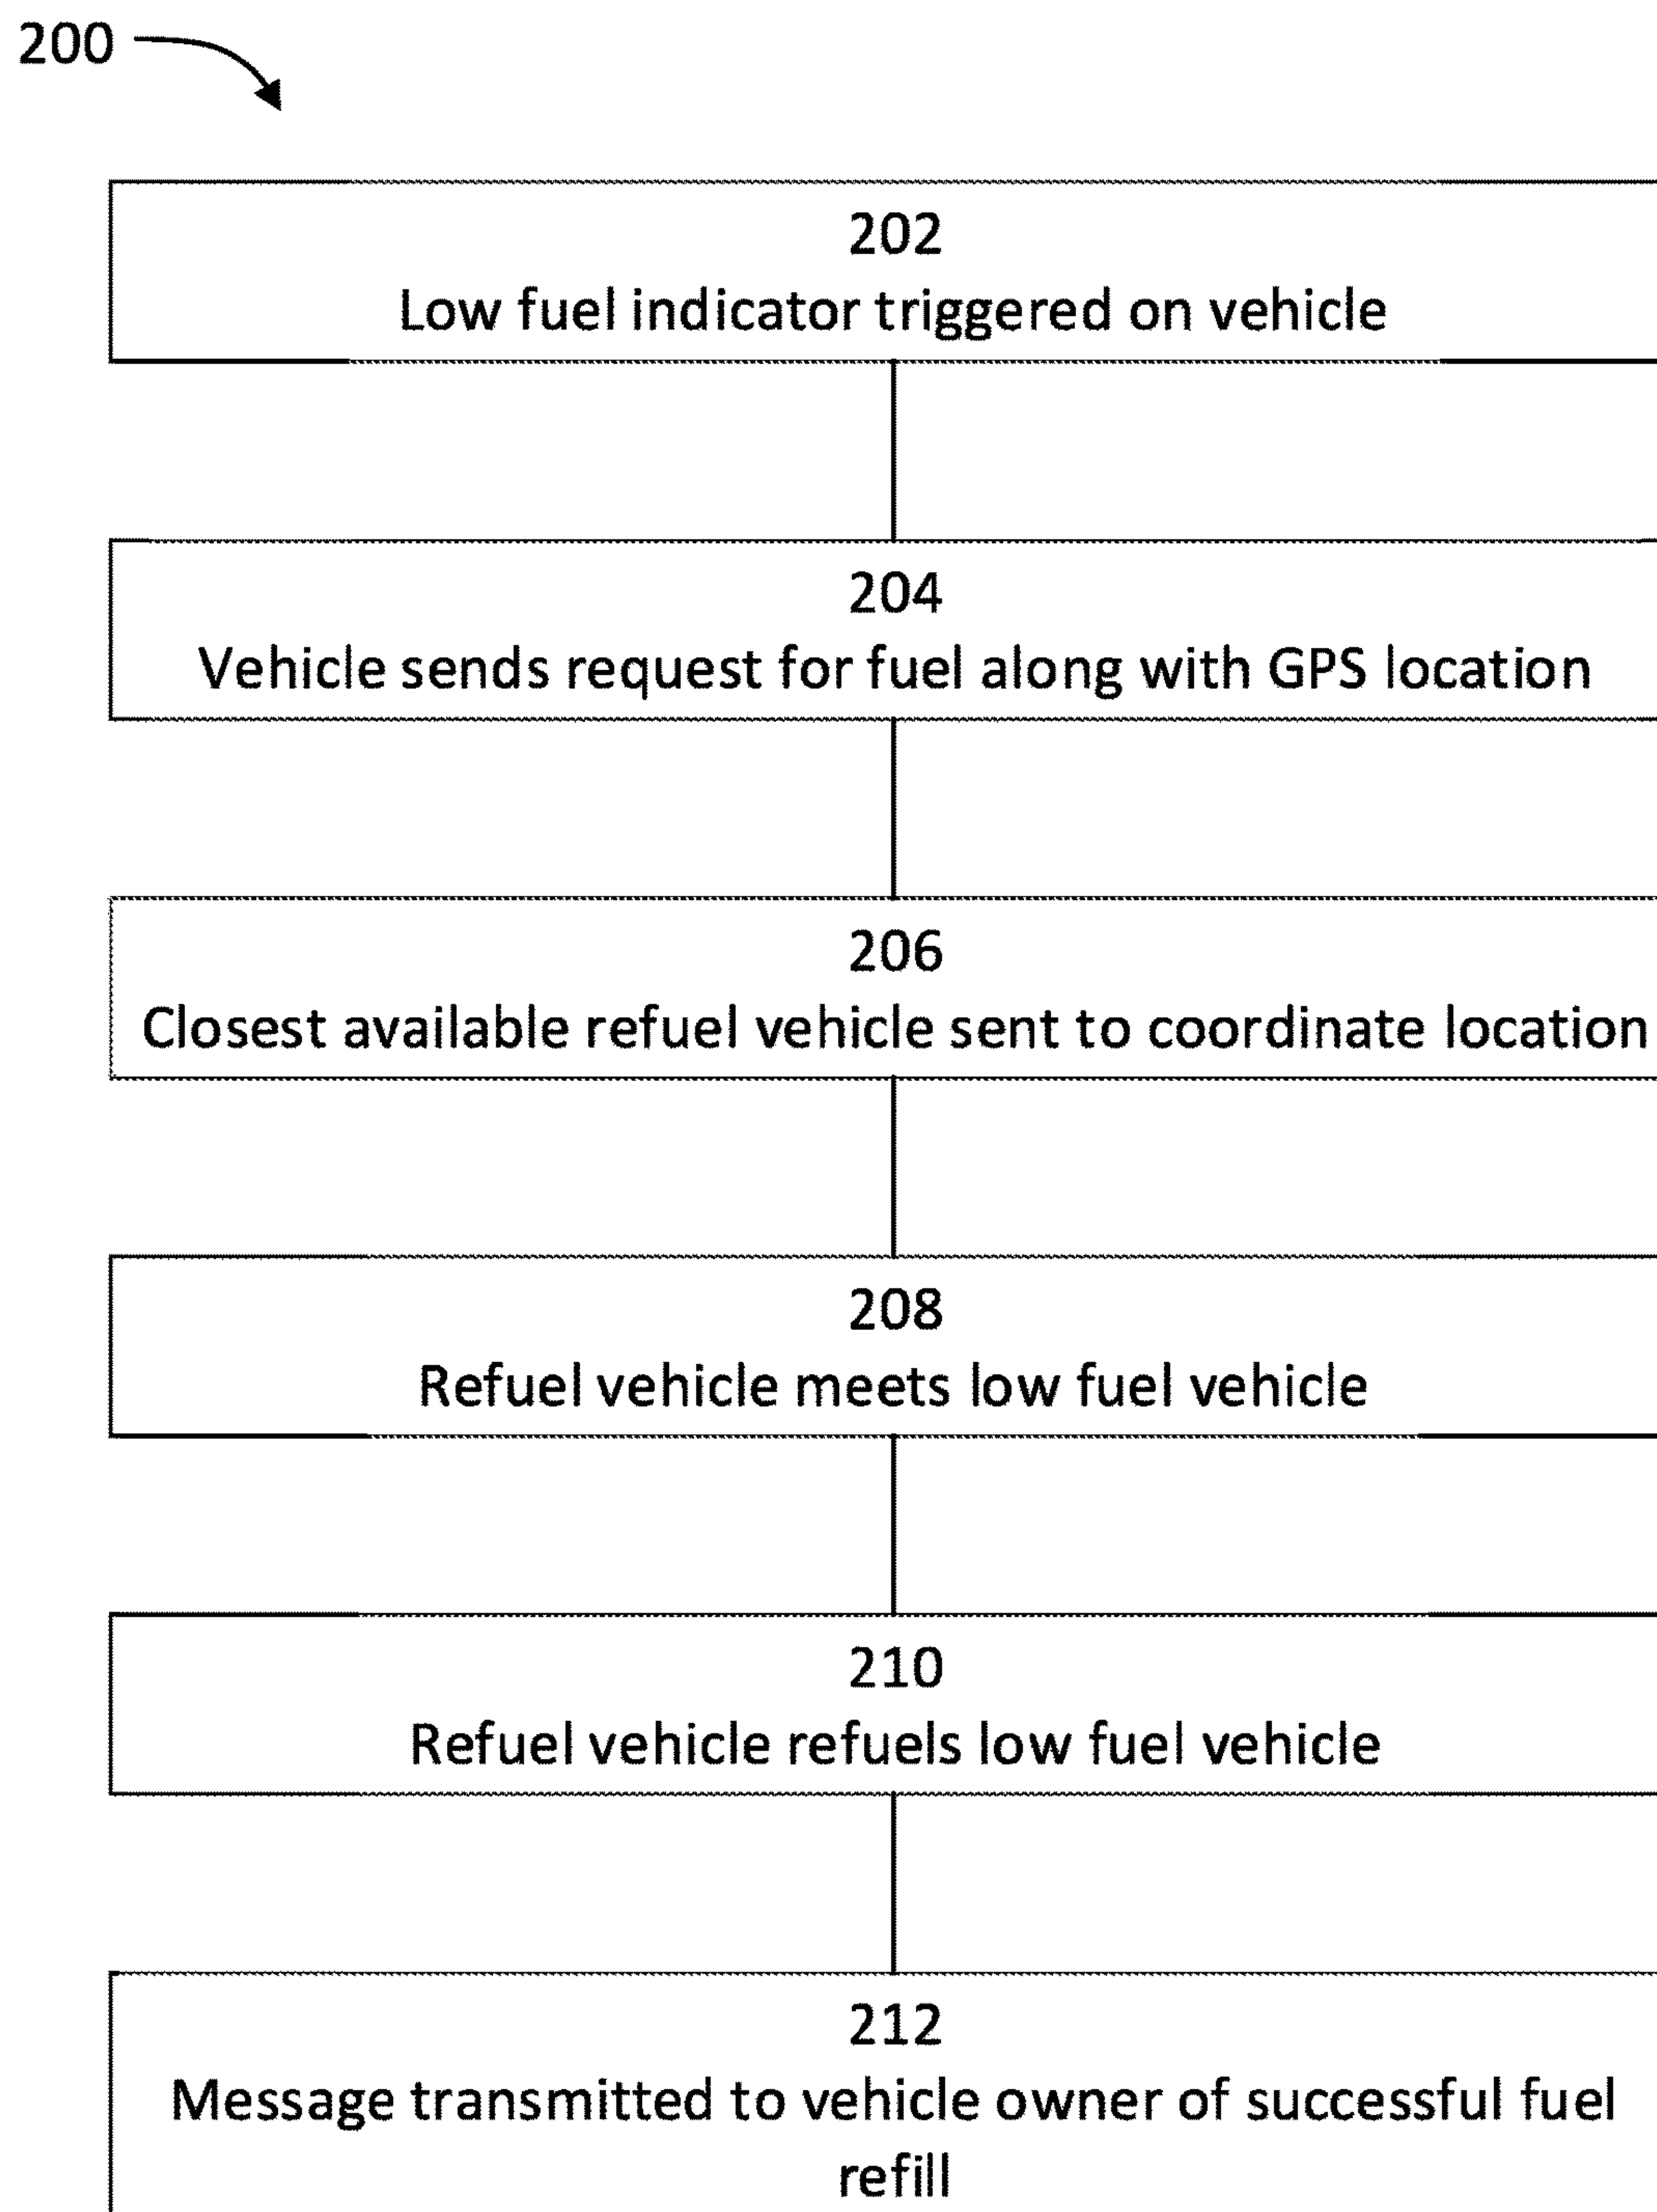 200
202
Low fuel indicator triggered on vehicle
204
Vehicle sends request for fuel along with GPS location
206
Closest available refuel vehicle sent to coordinate location
208
Refuel vehicle meets low fuel vehicle
210
Refuel vehicle refuels low fuel vehicle
212
Message transmitted to vehicle owner of successful fuel
refill